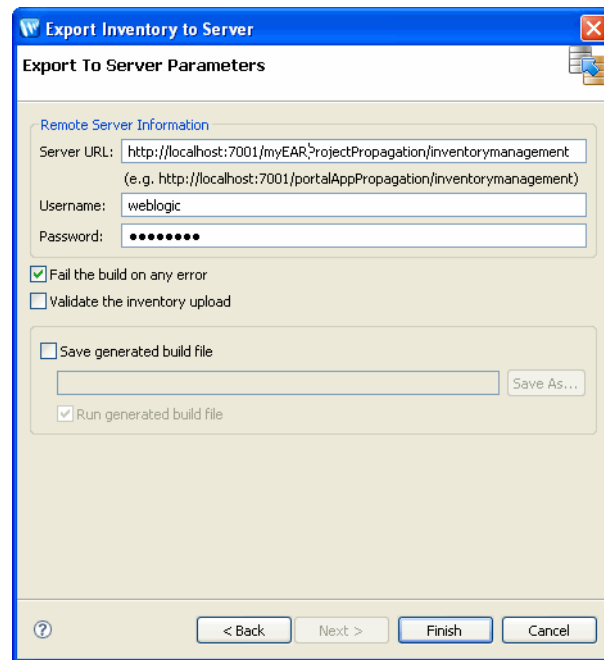 Export Inventory to Server
Export To Server Parameters
Remote Server Information
Server URL: http://localhost:7001/myEARProjectPropagation/inventorymanagement
(e.g. http://localhost:7001/portalAppPropagation/inventorymanagement)
Username: weblogic
Password: ●●●●●●●●
Fail the build on any error
Validate the inventory upload
Save generated build file
Save As...
Run generated build file
< Back Next > Finish Cancel